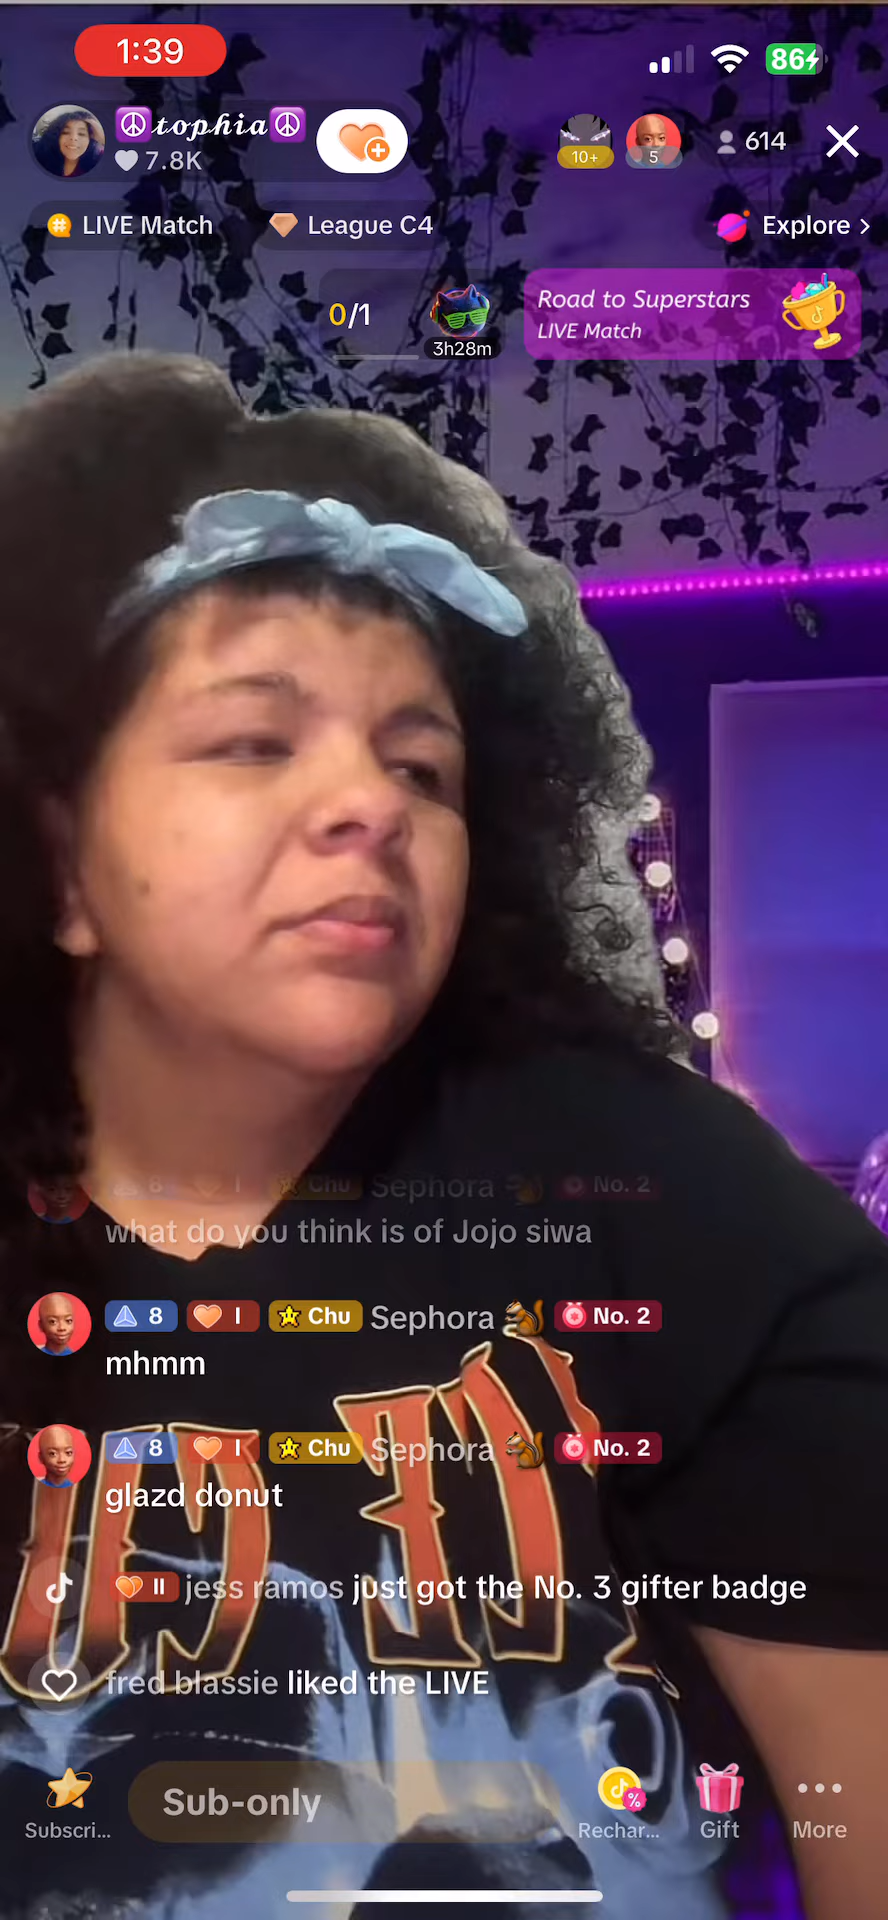 1:39
86
☮️𝓽𝓸𝓹𝓱𝓲𝓪☮️
7.8K
10+
5
614
LIVE Match
League C4
Explore >
0/1
3h28m
Road to Superstars
LIVE Match
8 I Chu Sephora 🐿️ No. 2
what do you think is of Jojo siwa
8 I Chu Sephora 🐿️ No. 2
mhmm
8 I Chu Sephora 🐿️ No. 2
glazd donut
II jess ramos just got the No. 3 gifter badge
fred blassie liked the LIVE
Sub-only
Subscri...
Rechar...
Gift
More